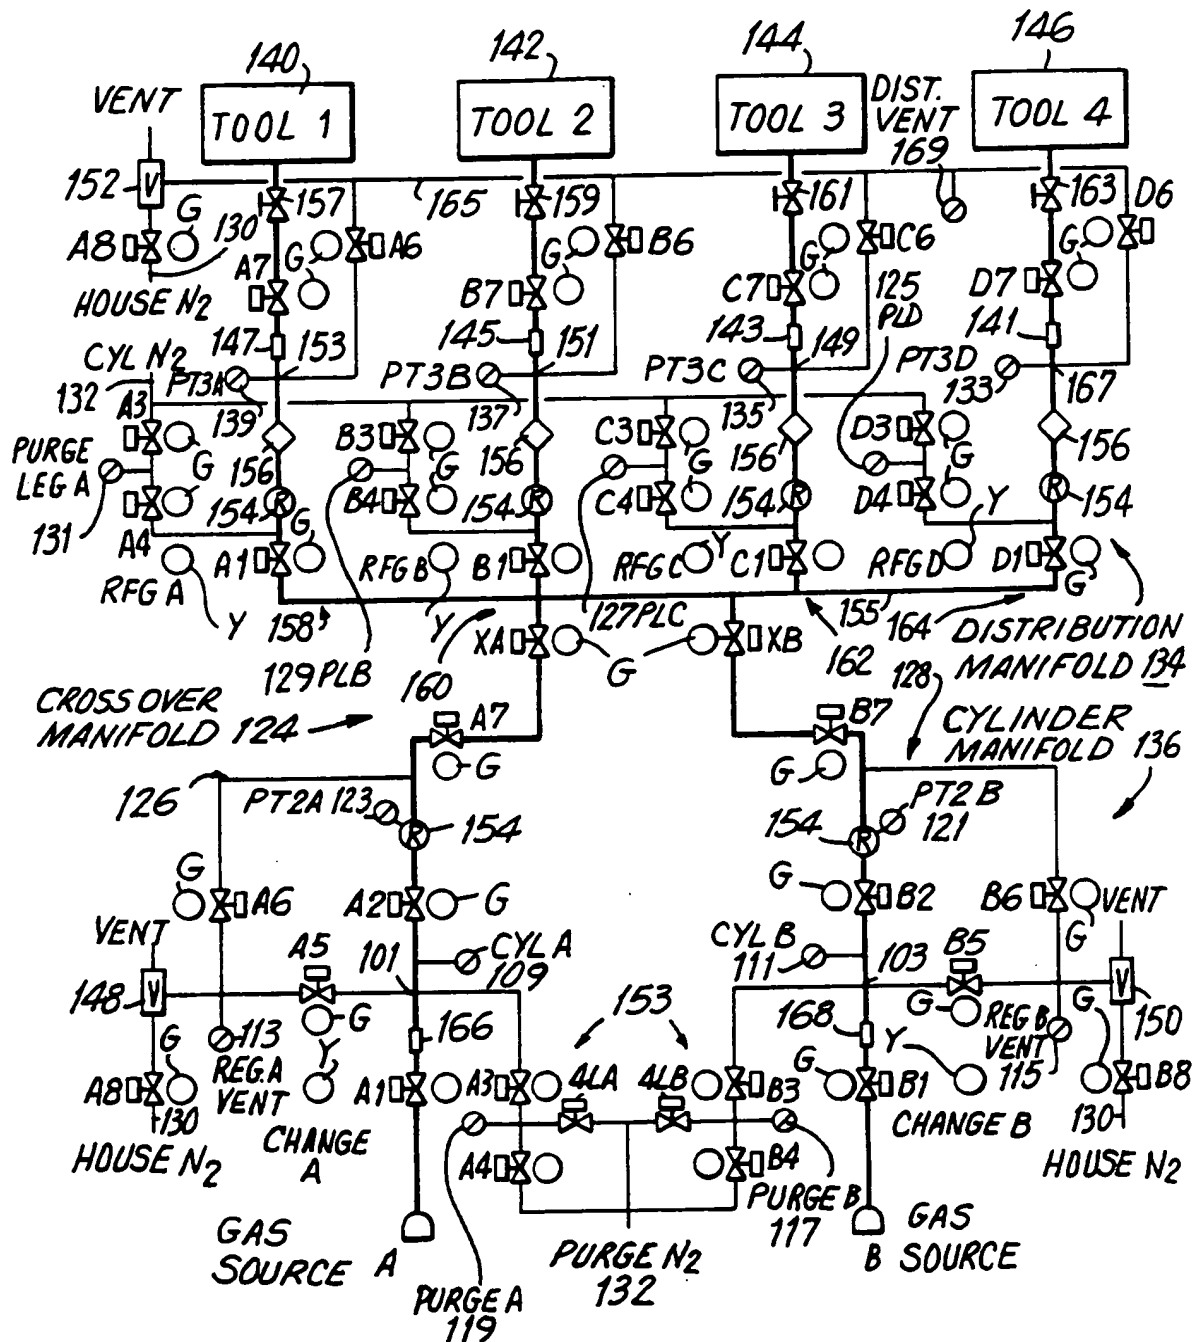 140
142
144
146
VENT
TOOL 1
TOOL 2
TOOL 3
DIST.
VENT
169
TOOL 4
152
V
157
165
159
161
163
D6
A8
G
130
A7
G
A6
B7
G
B6
C7
G
C6
125
PLD
D7
G
HOUSE N2
147
153
145
151
143
149
141
CYL N2
132
PT3A
139
PT3B
137
PT3C
135
PT3D
133
167
A3
G
B3
G
C3
G
D3
G
PURGE
LEG A
131
156
156
156
156
A4
154
R
B4
154
R
C4
154
R
D4
R
154
RFG A
Y
A1
G
RFG B
Y
B1
RFG C
Y
C1
RFG D
Y
D1
G
158
129 PLB
160
XA
G
127 PLC
XB
155
162
164
DISTRIBUTION
MANIFOLD 134
CROSS OVER
MANIFOLD 124
A7
G
B7
G
128
CYLINDER
MANIFOLD 136
126
PT2A 123
R
154
154
R
PT2 B
121
G
A6
A2
G
G
B2
B6
G
VENT
VENT
148
V
A5
G
101
CYL A
109
CYL B
111
103
B5
G
G
V
150
113
REG.A
VENT
Y
166
153
168
Y
REG B
VENT
115
A8
G
130
HOUSE N2
CHANGE
A
A1
A3
4LA
4LB
B3
G
B1
CHANGE B
B8
130
HOUSE N2
A4
B4
PURGE B
117
GAS
SOURCE A
PURGE A
119
PURGE N2
132
B
GAS
SOURCE